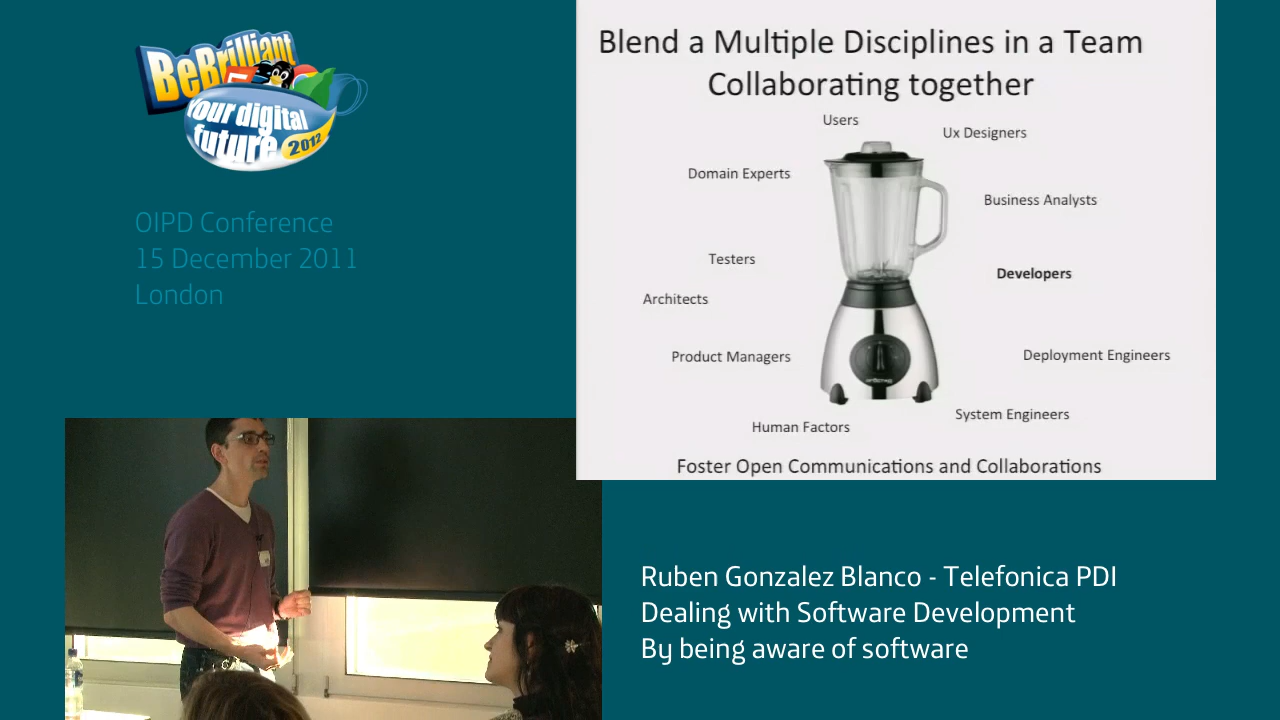 BeBrilliant
Your digital
future
2012
OIPD Conference
15 December 2011
London
Blend a Multiple Disciplines in a Team
Collaborating together
Users
Ux Designers
Domain Experts
Business Analysts
Testers
Developers
Architects
Product Managers
Deployment Engineers
System Engineers
Human Factors
Foster Open Communications and Collaborations
Ruben Gonzalez Blanco - Telefonica PDI
Dealing with Software Development
By being aware of software